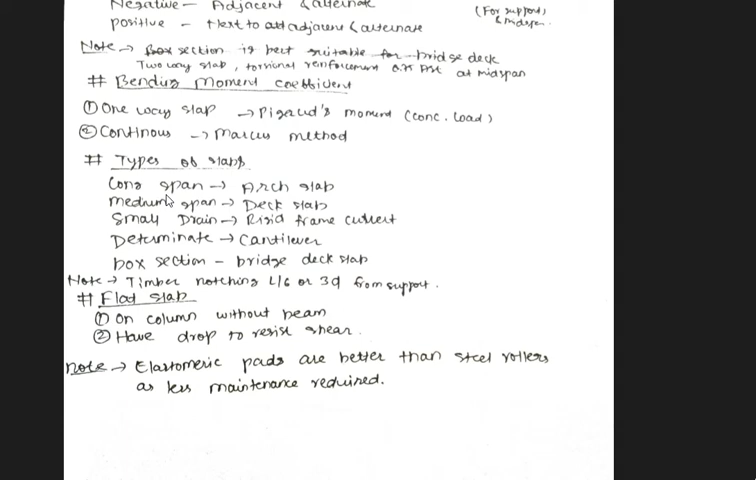 Negative - Adjacent & alternate
(For support)
& midspan
positive - Next to add adjacent & alternate
Note → Box section is best suitable for bridge deck
Two way slab, torsional reinforcement at midspan
# Bending Moment coefficient
① One way slap → Pigaud's moment (conc. load)
② Continous → Marcus method
# Types of slabs
Long span → Arch slab
Medium span → Deck slab
Small Drain → Rigid frame culvert
Determinate → Cantilever
box section - bridge deck slab
Note → Timber notching L/6 or 3d from support.
# Flat slab
① On column without beam
② Have drop to resist shear.
Note → Elastomeric pads are better than steel rollers
as less maintenance required.